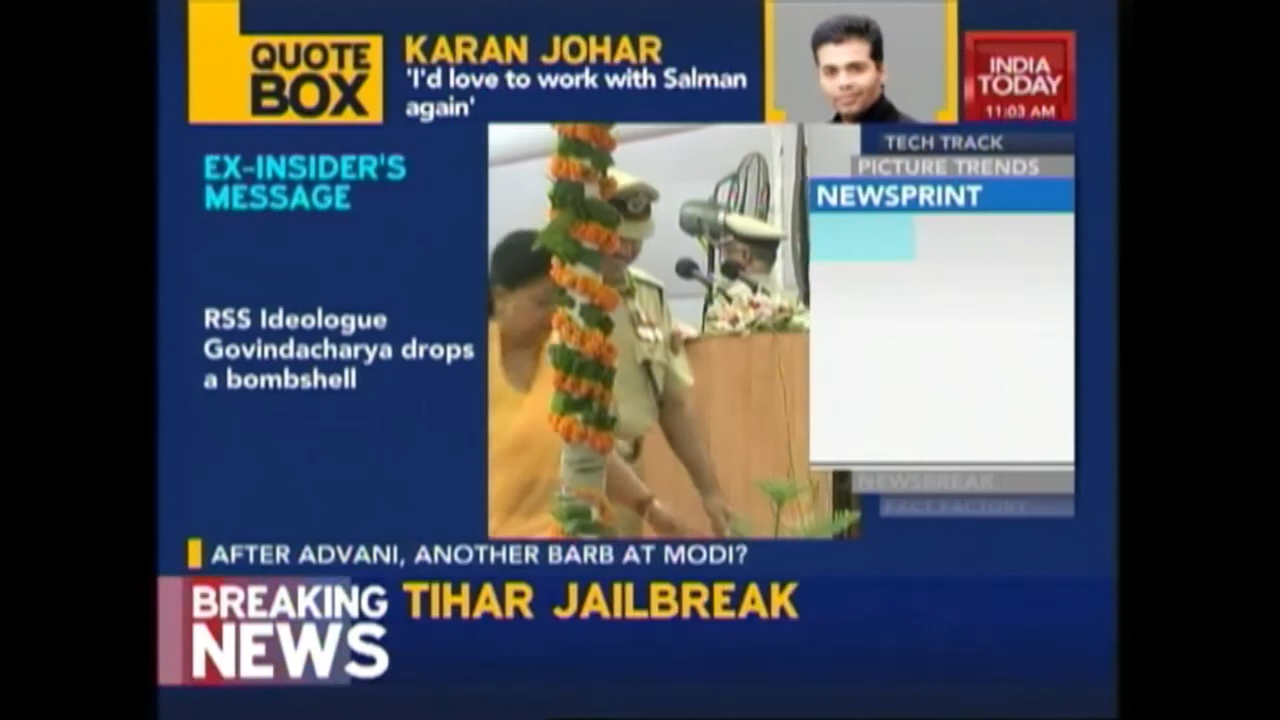 QUOTE
BOX
KARAN JOHAR
'I'd love to work with Salman
again'
INDIA
TODAY
11:03 AM
EX-INSIDER'S
MESSAGE
TECH TRACK
PICTURE TRENDS
NEWSPRINT
RSS Ideologue
Govindacharya drops
a bombshell
NEWSBREAK
FACT FACTORY
AFTER ADVANI, ANOTHER BARB AT MODI?
BREAKING
NEWS
TIHAR JAILBREAK